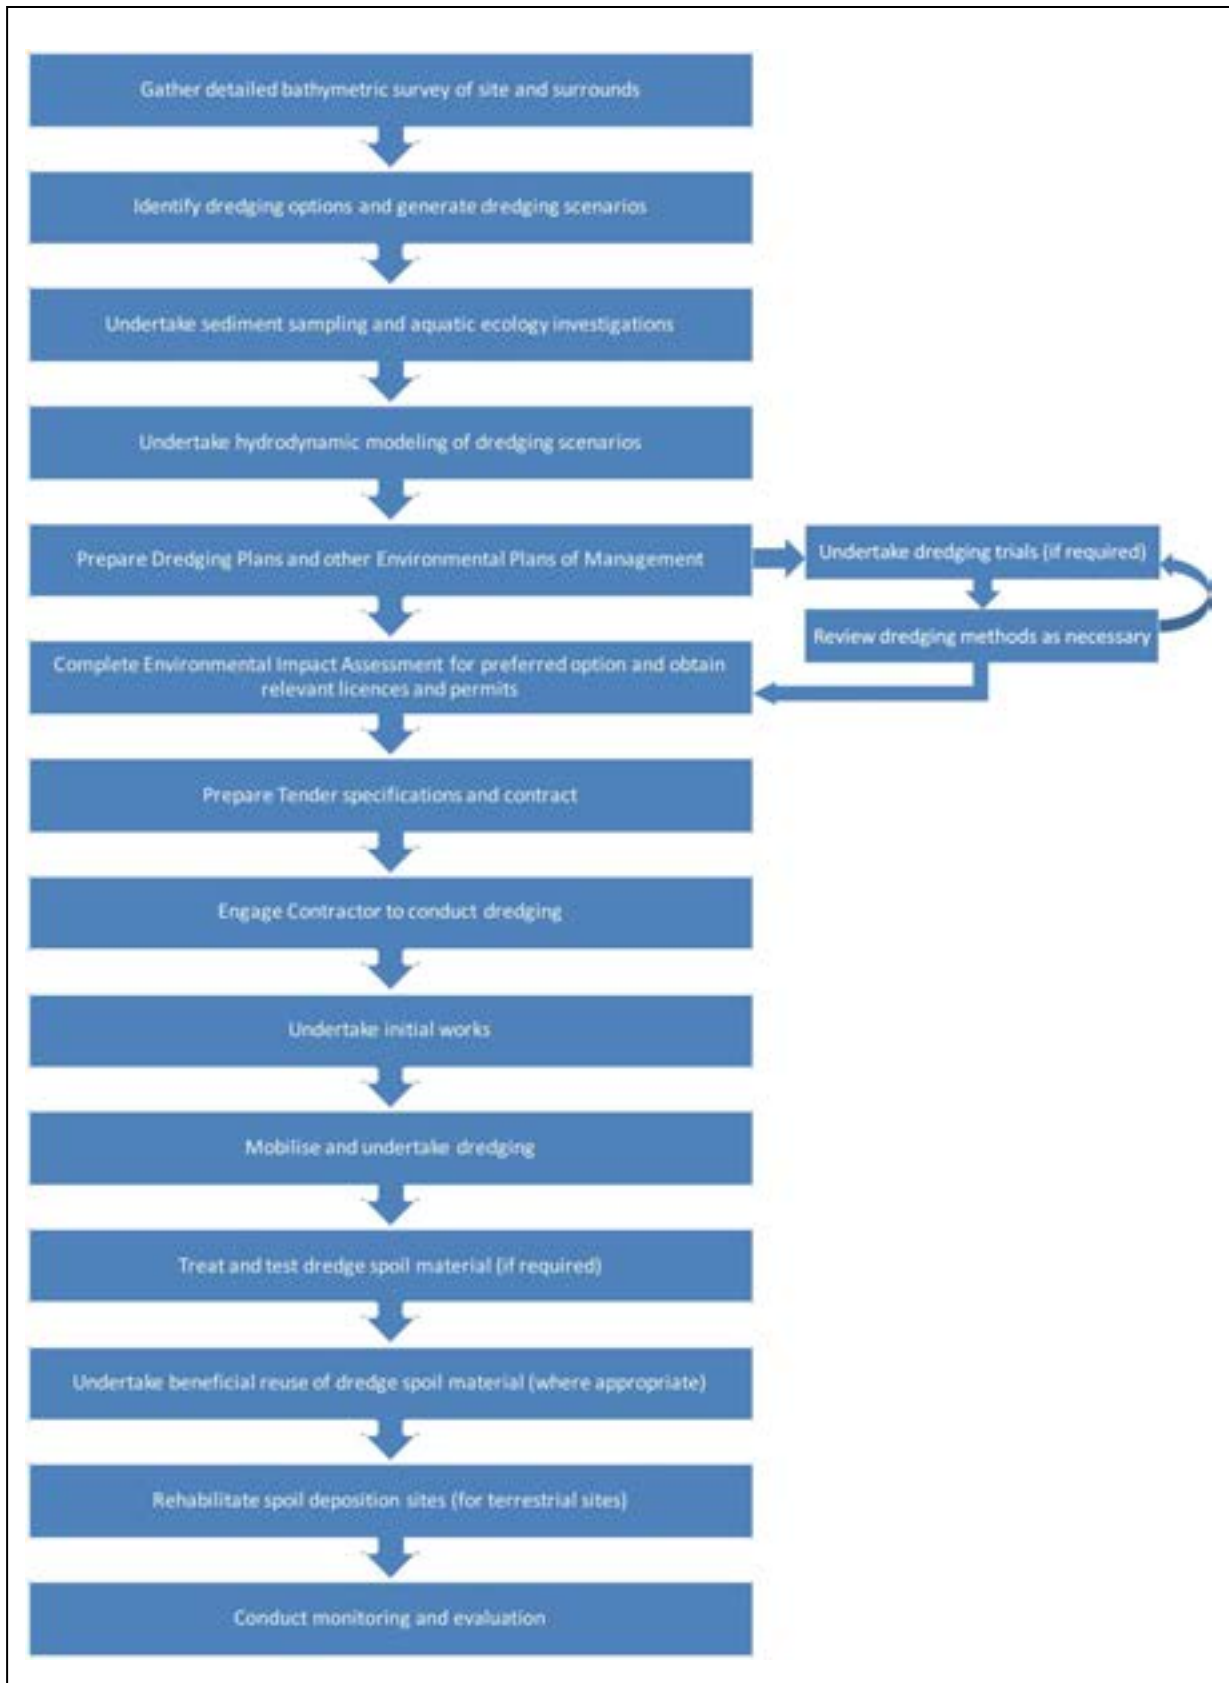 Gather detailed bathymetric survey of site and surrounds
Identify dredging options and generate dredging scenarios
Undertake sediment sampling and aquatic ecology investigations
Undertake hydrodynamic modeling of dredging scenarios
Prepare Dredging Plans and other Environmental Plans of Management
Undertake dredging trials (if required)
Review dredging methods as necessary
Complete Environmental Impact Assessment for preferred option and obtain
relevant licences and permits
Prepare Tender specifications and contract
Engage Contractor to conduct dredging
Undertake initial works
Mobilise and undertake dredging
Treat and test dredge spoil material (if required)
Undertake beneficial reuse of dredge spoil material (where appropriate)
Rehabilitate spoil deposition sites (for terrestrial sites)
Conduct monitoring and evaluation